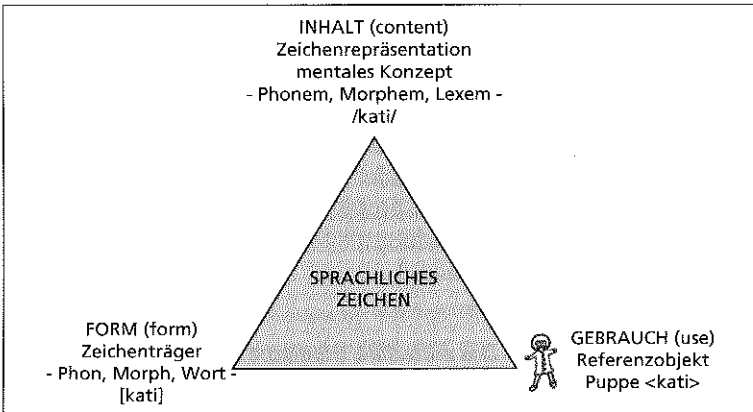 INHALT (content)
Zeichenrepräsentation
mentales Konzept
- Phonem, Morphem, Lexem -
/kati/
SPRACHLICHES
ZEICHEN
FORM (form)
Zeichenträger
- Phon, Morph, Wort -
[kati]
GEBRAUCH (use)
Referenzobjekt
Puppe <kati>